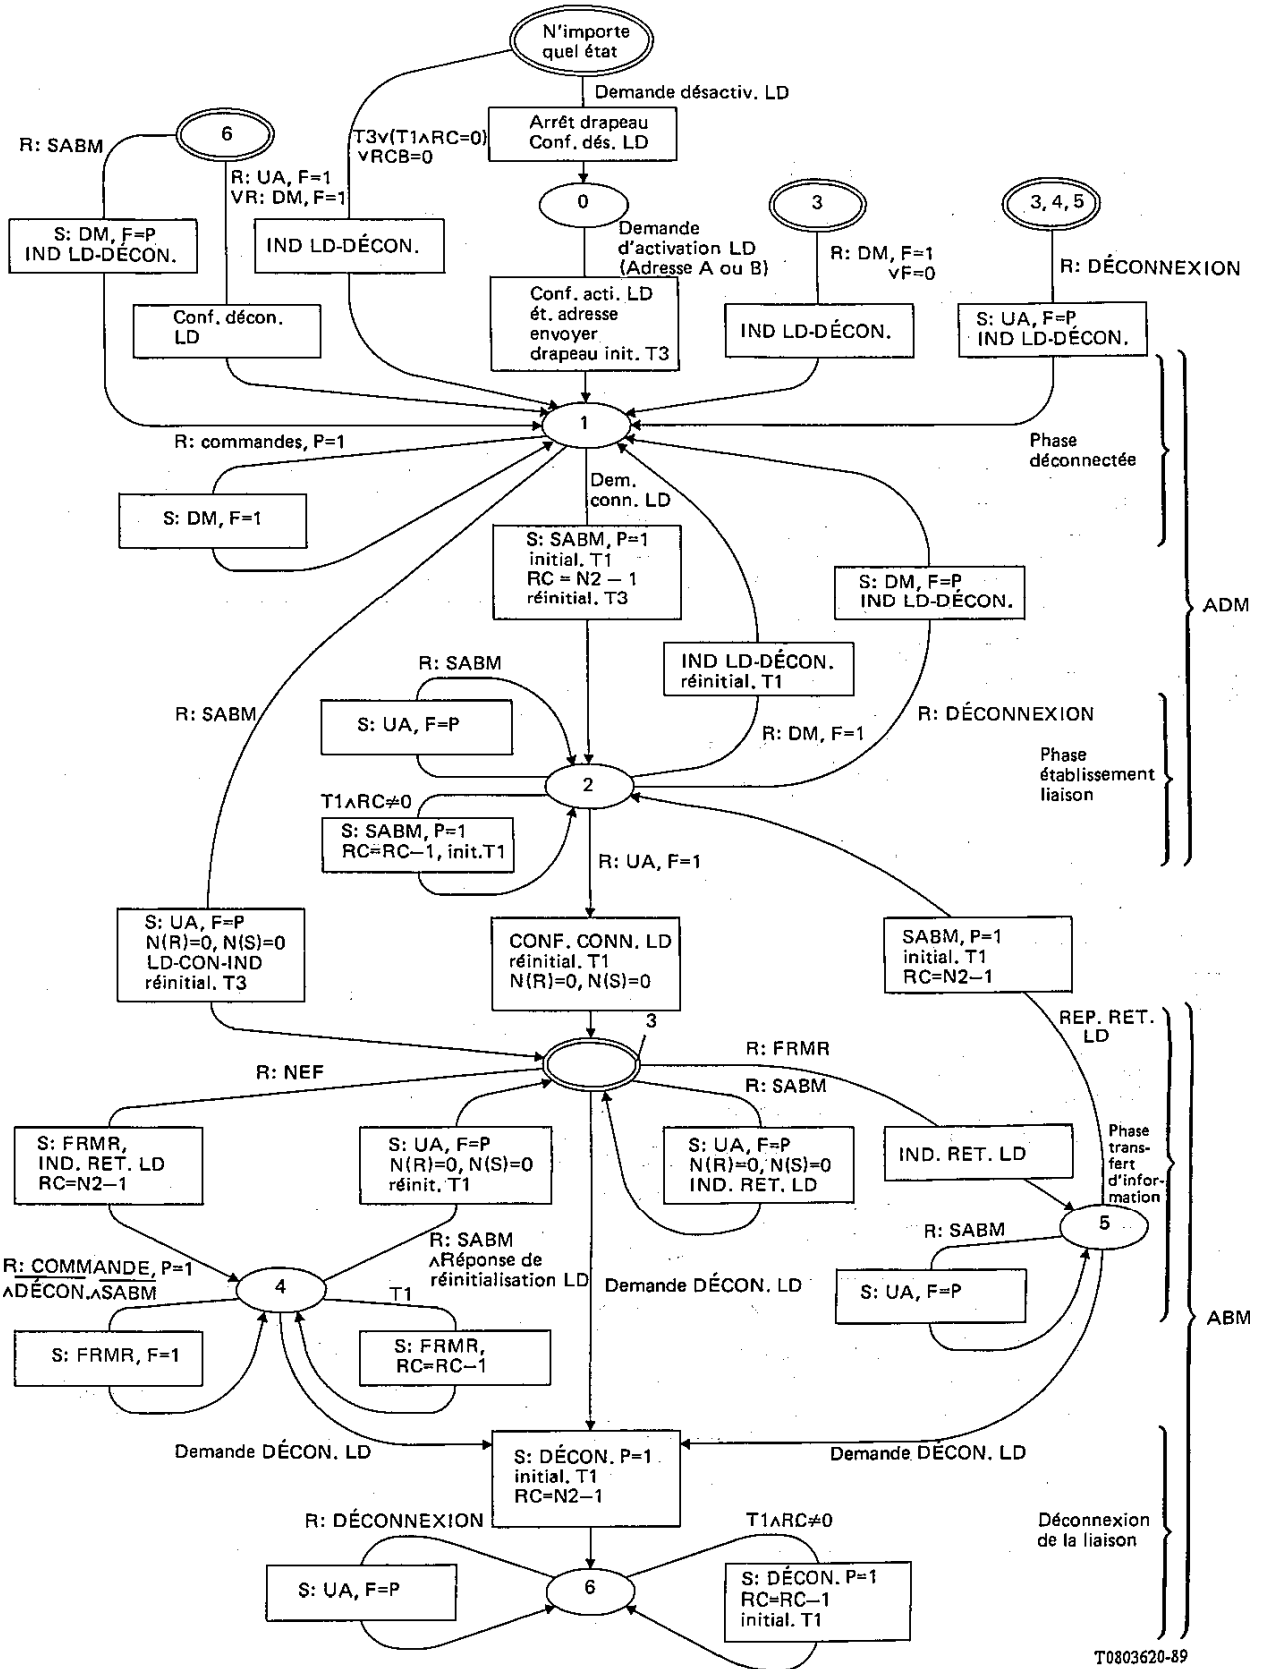 N'importe
quel état
Demande désactiv. LD
Arrêt drapeau
Conf. dés. LD
6
R: SABM
R: UA, F=1
VR: DM, F=1
T3∨(T1∧RC=0)
∨RCB=0
0
3
3, 4, 5
S: DM, F=P
IND LD-DÉCON.
IND LD-DÉCON.
Demande
d'activation LD
(Adresse A ou B)
R: DM, F=1
∨F=0
R: DÉCONNEXION
Conf. décon.
LD
Conf. acti. LD
ét. adresse
envoyer
drapeau init. T3
IND LD-DÉCON.
S: UA, F=P
IND LD-DÉCON.
1
R: commandes, P=1
Phase
déconnectée
S: DM, F=1
Dem.
conn. LD
S: SABM, P=1
initial. T1
RC = N2 – 1
réinitial. T3
S: DM, F=P
IND LD-DÉCON.
ADM
IND LD-DÉCON.
réinitial. T1
R: SABM
R: SABM
S: UA, F=P
R: DM, F=1
R: DÉCONNEXION
Phase
établissement
liaison
2
T1∧RC≠0
S: SABM, P=1
RC=RC–1, init.T1
R: UA, F=1
S: UA, F=P
N(R)=0, N(S)=0
LD-CON-IND
réinitial. T3
CONF. CONN. LD
réinitial. T1
N(R)=0, N(S)=0
SABM, P=1
initial. T1
RC=N2–1
3
REP. RET.
LD
R: NEF
R: FRMR
R: SABM
S: FRMR,
IND. RET. LD
RC=N2–1
S: UA, F=P
N(R)=0, N(S)=0
réinit. T1
S: UA, F=P
N(R)=0, N(S)=0
IND. RET. LD
IND. RET. LD
Phase
trans-
fert
d'infor-
mation
5
R: SABM
R: SABM
∧Réponse de
réinitialisation LD
R: COMMANDE, P=1
∧DÉCON.∧SABM
4
T1
Demande DÉCON. LD
S: UA, F=P
ABM
S: FRMR, F=1
S: FRMR,
RC=RC–1
Demande DÉCON. LD
Demande DÉCON. LD
S: DÉCON. P=1
initial. T1
RC=N2–1
R: DÉCONNEXION
T1∧RC≠0
Déconnexion
de la liaison
S: UA, F=P
6
S: DÉCON. P=1
RC=RC–1
initial. T1
T0803620-89